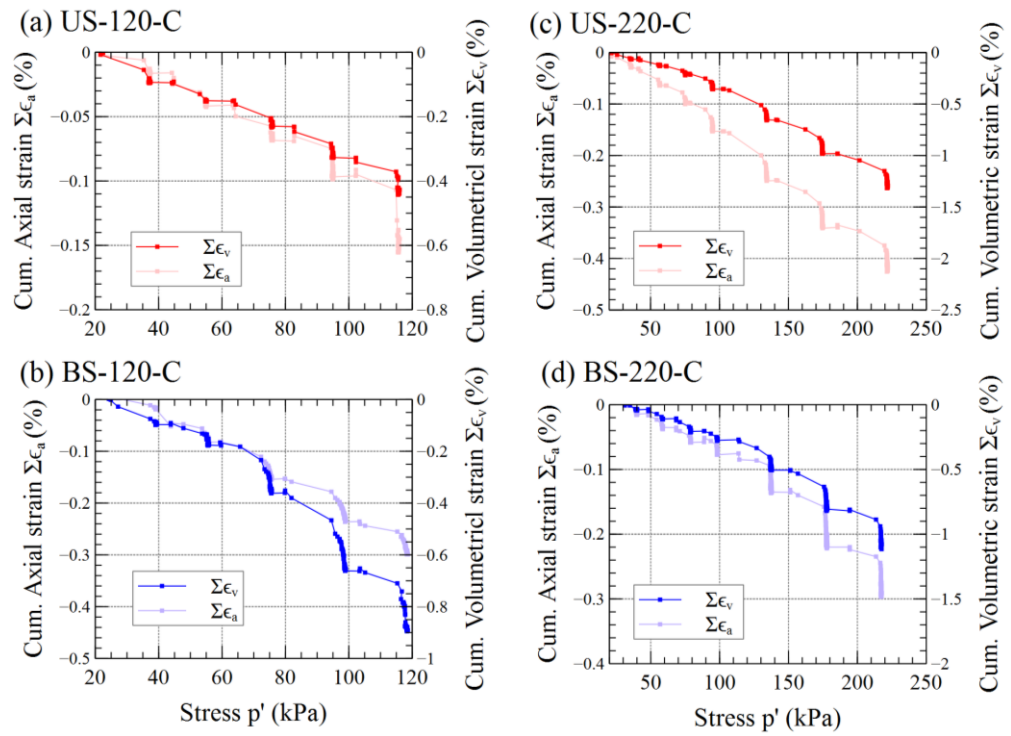 (a) US-120-C
Cum. Axial strain Σϵₐ (%)
0
−0.05
−0.1
−0.15
−0.2
20 40 60 80 100 120
0
−0.2
−0.4
−0.6
−0.8
Cum. Volumetricl strain Σϵᵥ (%)
Σϵᵥ
Σϵₐ
(c) US-220-C
Cum. Axial strain Σϵₐ (%)
0
−0.1
−0.2
−0.3
−0.4
−0.5
50 100 150 200 250
0
−0.5
−1
−1.5
−2
−2.5
Cum. Volumetric strain Σϵᵥ (%)
Σϵᵥ
Σϵₐ
(b) BS-120-C
Cum. Axial strain Σϵₐ (%)
0
−0.1
−0.2
−0.3
−0.4
−0.5
20 40 60 80 100 120
Stress p' (kPa)
0
−0.2
−0.4
−0.6
−0.8
−1
Cum. Volumetricl strain Σϵᵥ (%)
Σϵᵥ
Σϵₐ
(d) BS-220-C
Cum. Axial strain Σϵₐ (%)
0
−0.1
−0.2
−0.3
−0.4
50 100 150 200 250
Stress p' (kPa)
0
−0.5
−1
−1.5
−2
Cum. Volumetric strain Σϵᵥ (%)
Σϵᵥ
Σϵₐ